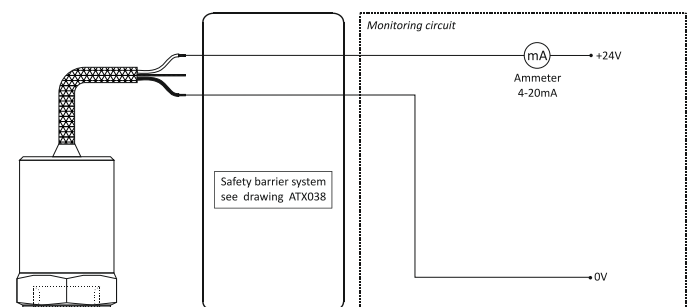 Monitoring circuit
mA
+24V
Ammeter
4-20mA
Safety barrier system
see drawing ATX038
0V